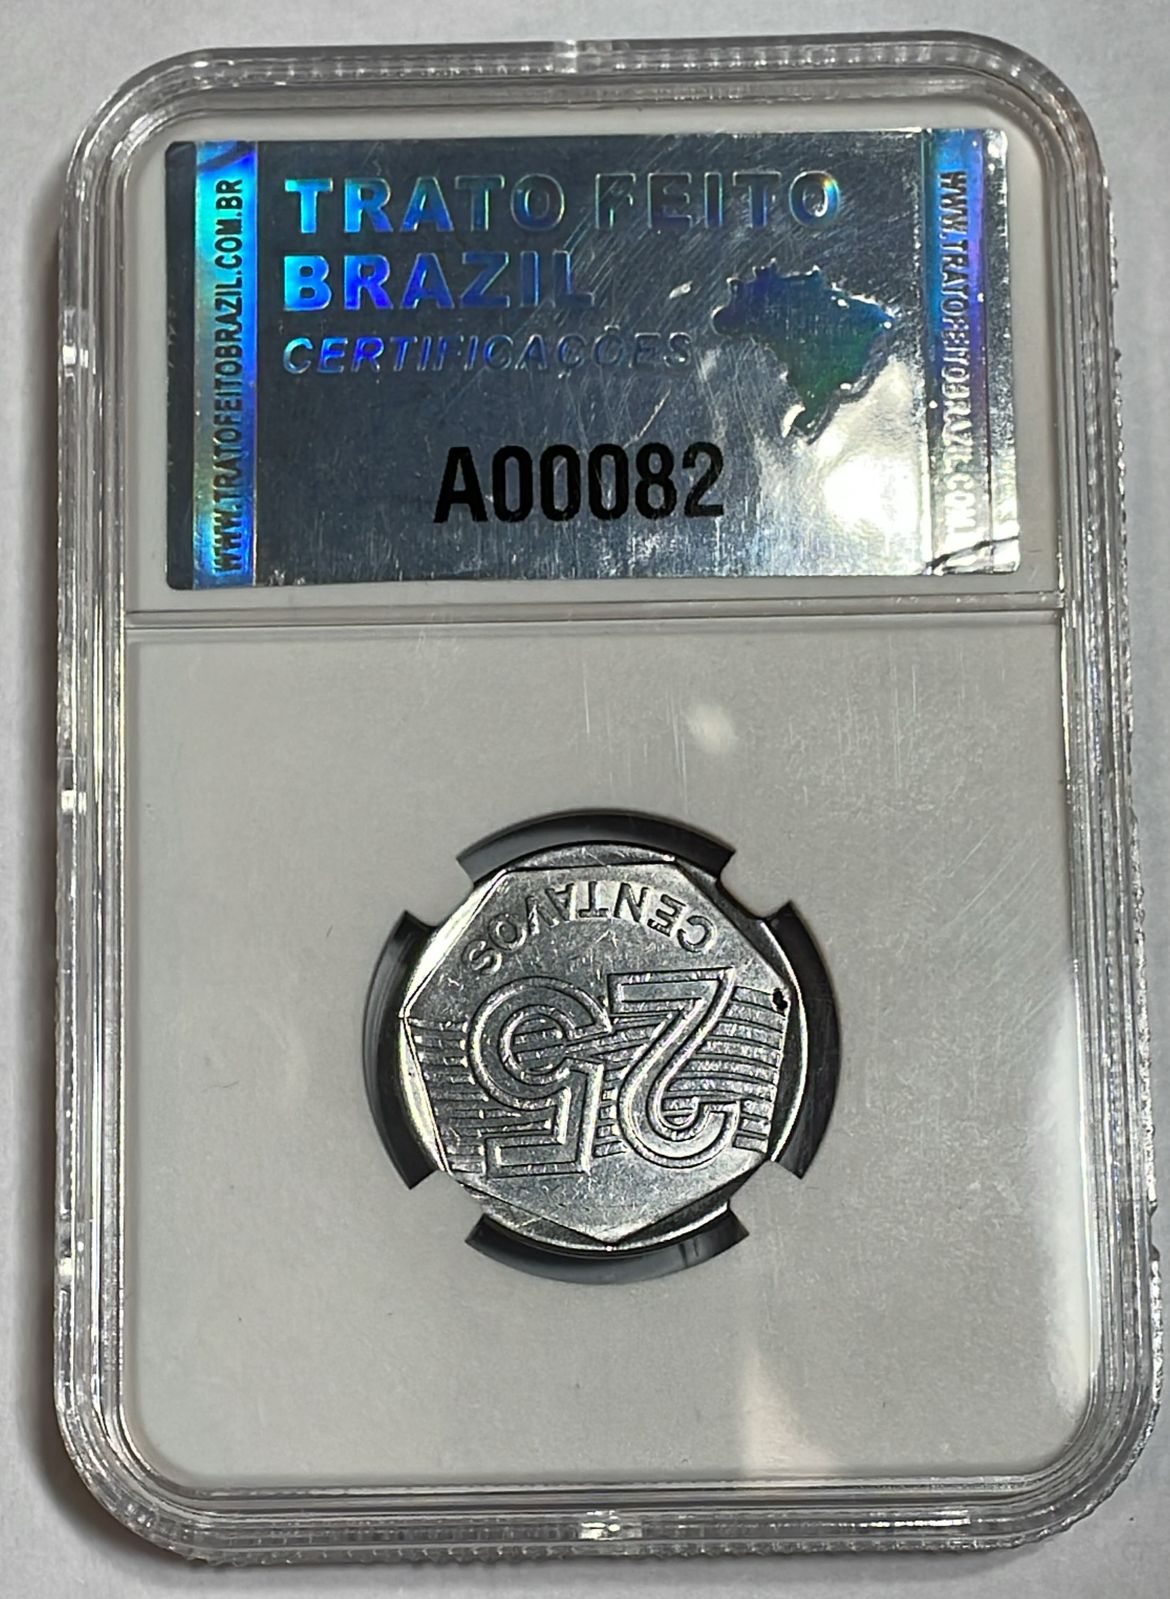 TRATO FEITO
BRAZIL
CERTIFICAÇÕES
A00082
WWW.TRATOFEITOBRAZIL.COM.BR
WWW.TRATOFEITOBRAZIL.COM.
CENTAVOS
25